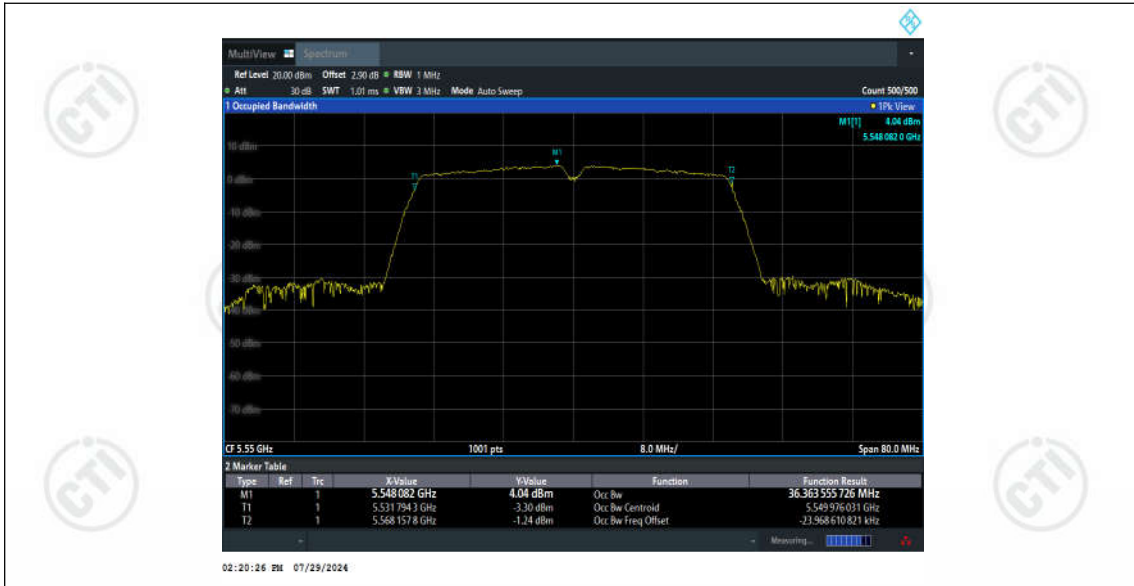 MultiView Spectrum
Ref Level 20.00 dBm Offset 2.90 dB RBW 1 MHz
Att 30 dB SWT 1.01 ms VBW 3 MHz Mode Auto Sweep Count 500/500
1 Occupied Bandwidth 1Pk View
M1[1] 4.04 dBm
5.548 082 0 GHz
10 dBm
M1
T1 T2
0 dBm
-10 dBm
-20 dBm
-30 dBm
-40 dBm
-50 dBm
-60 dBm
-70 dBm
CF 5.55 GHz 1001 pts 8.0 MHz/ Span 80.0 MHz
2 Marker Table
Type Ref Trc X-Value Y-Value Function Function Result
M1 1 5.548 082 GHz 4.04 dBm Occ Bw 36.363 555 726 MHz
T1 1 5.531 794 3 GHz -3.30 dBm Occ Bw Centroid 5.549 976 031 GHz
T2 1 5.568 157 8 GHz -1.24 dBm Occ Bw Freq Offset -23.968 610 821 kHz
Measuring...
02:20:26 PM 07/29/2024
CTI
CTI
CTI
CTI